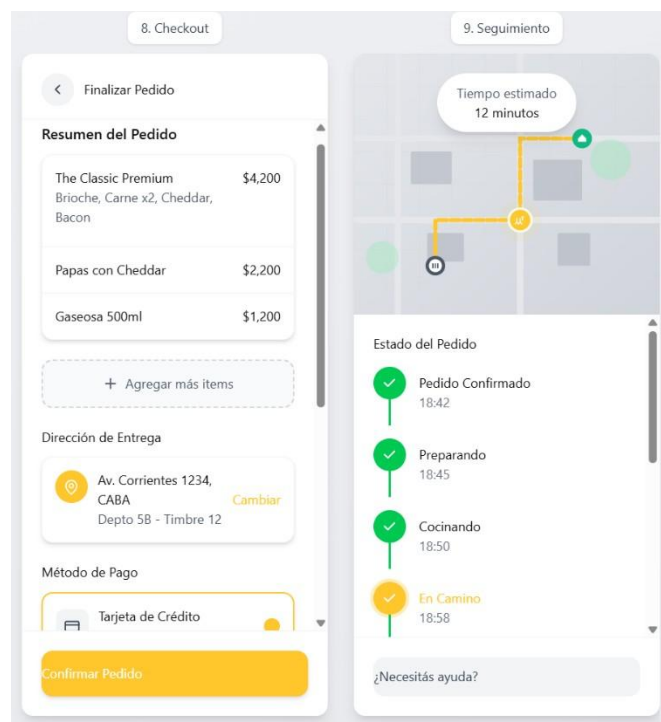 8. Checkout
Finalizar Pedido
Resumen del Pedido
The Classic Premium $4,200
Brioche, Carne x2, Cheddar,
Bacon
Papas con Cheddar $2,200
Gaseosa 500ml $1,200
+ Agregar más items
Dirección de Entrega
Av. Corrientes 1234,
CABA Cambiar
Depto 5B - Timbre 12
Método de Pago
Tarjeta de Crédito
Confirmar Pedido
9. Seguimiento
Tiempo estimado
12 minutos
Estado del Pedido
Pedido Confirmado
18:42
Preparando
18:45
Cocinando
18:50
En Camino
18:58
¿Necesitás ayuda?